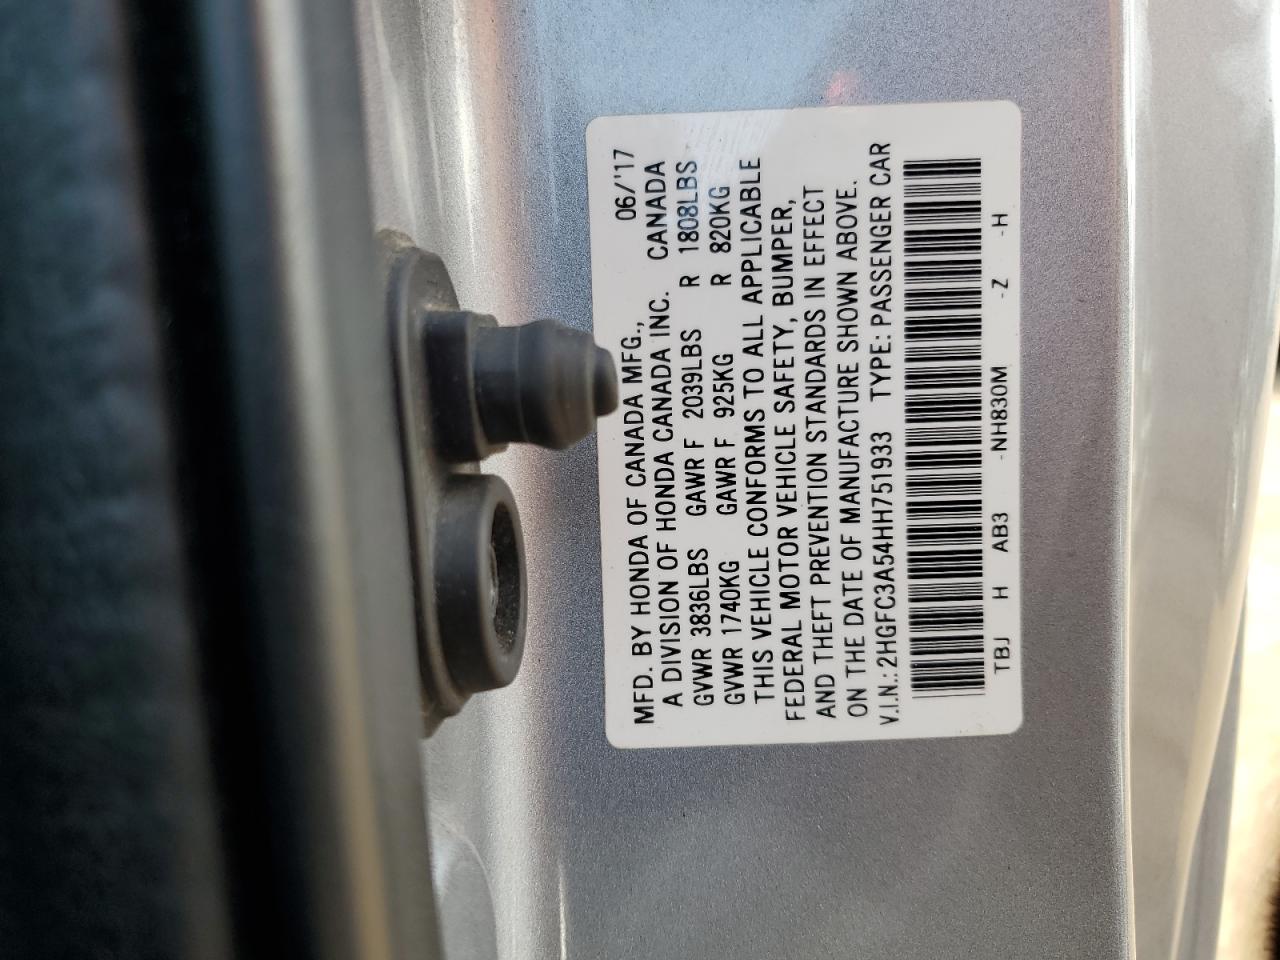 MFD. BY HONDA OF CANADA MFG., 06/'17
A DIVISION OF HONDA CANADA INC. CANADA
GVWR 3836LBS GAWR F 2039LBS R 1808LBS
GVWR 1740KG GAWR F 925KG R 820KG
THIS VEHICLE CONFORMS TO ALL APPLICABLE
FEDERAL MOTOR VEHICLE SAFETY, BUMPER,
AND THEFT PREVENTION STANDARDS IN EFFECT
ON THE DATE OF MANUFACTURE SHOWN ABOVE.
V.I.N.:2HGFC3A54HH751933 TYPE: PASSENGER CAR
TBJ H AB3 -NH830M -Z -H